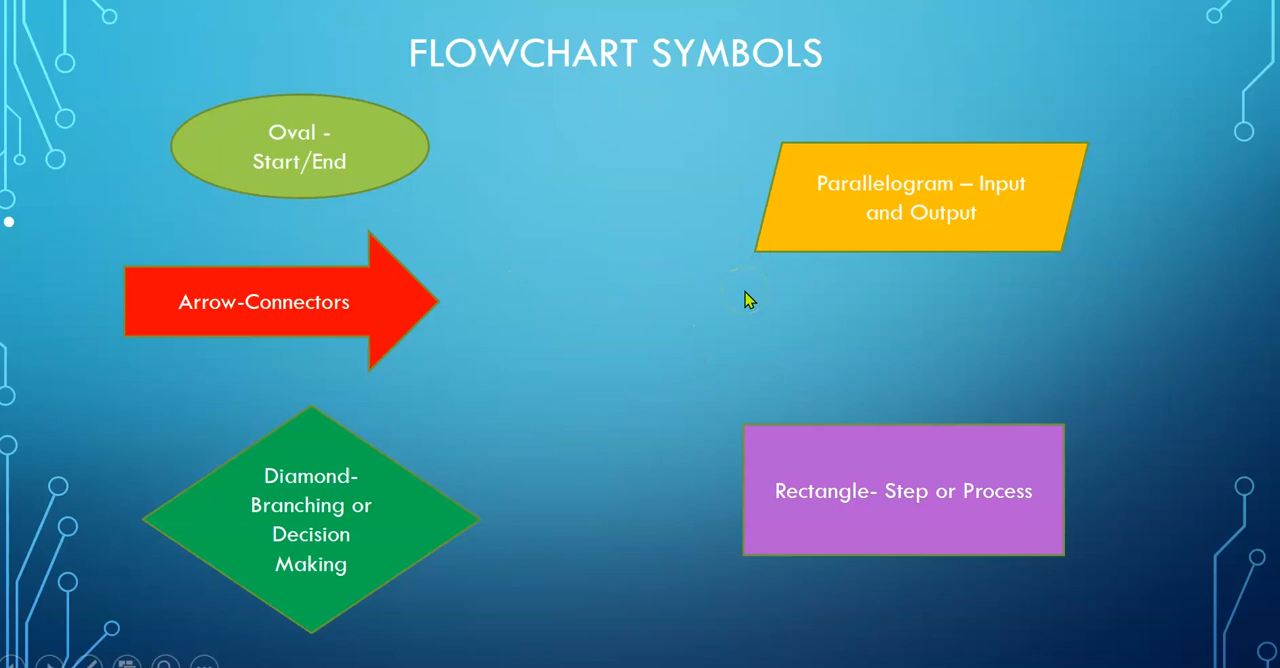 FLOWCHART SYMBOLS
Oval -
Start/End
Parallelogram – Input
and Output
Arrow-Connectors
Diamond-
Branching or
Decision
Making
Rectangle- Step or Process